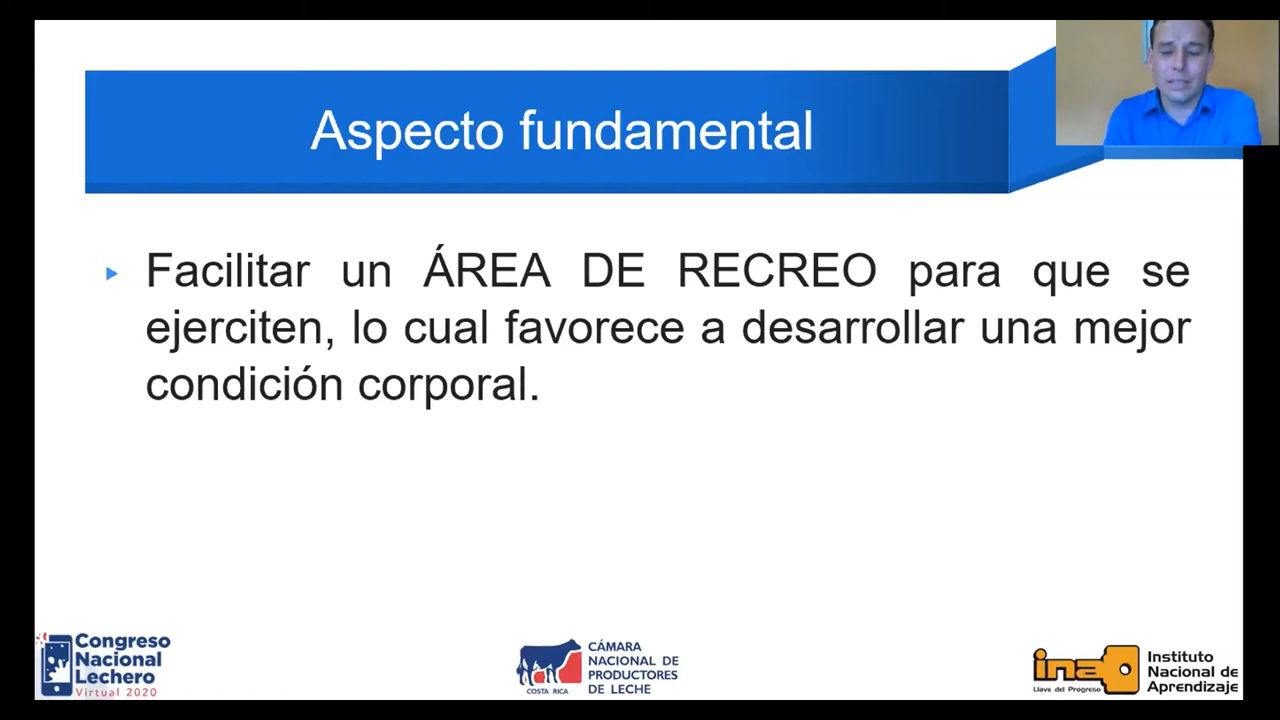 Aspecto fundamental
Facilitar un ÁREA DE RECREO para que se
ejerciten, lo cual favorece a desarrollar una mejor
condición corporal.
Congreso
Nacional
Lechero
Virtual 2020
CÁMARA
NACIONAL DE
PRODUCTORES
DE LECHE
COSTA RICA
ina
Llave del Progreso
Instituto
Nacional de
Aprendizaje